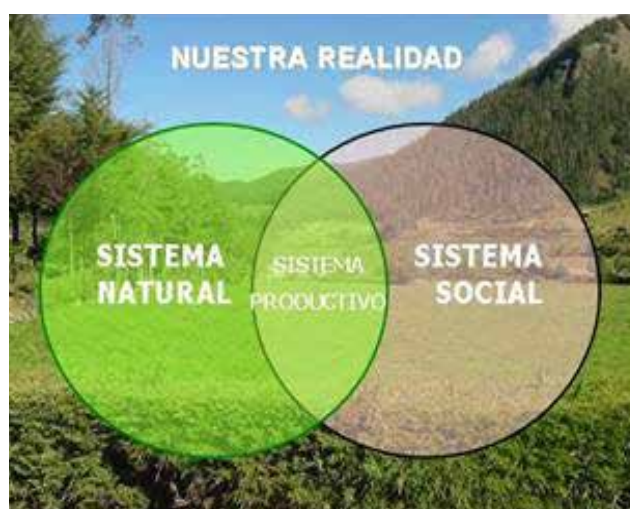 NUESTRA REALIDAD
SISTEMA
NATURAL
SISTEMA
PRODUCTIVO
SISTEMA
SOCIAL